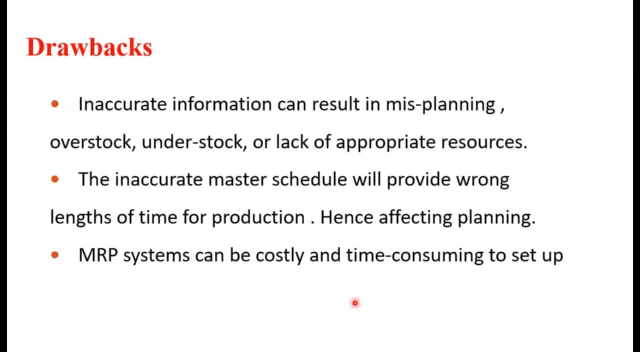 Drawbacks
• Inaccurate information can result in mis-planning ,
overstock, under-stock, or lack of appropriate resources.
• The inaccurate master schedule will provide wrong
lengths of time for production . Hence affecting planning.
• MRP systems can be costly and time-consuming to set up